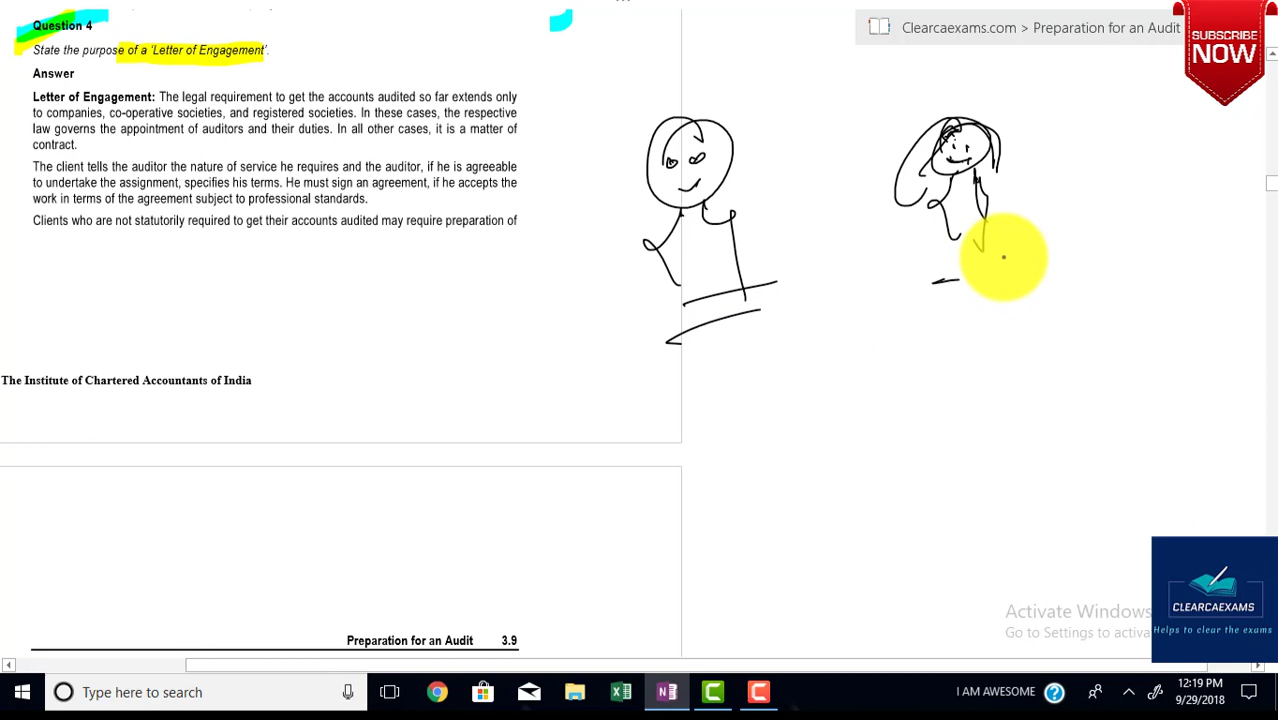 Question 4
State the purpose of a 'Letter of Engagement'.
Answer
Letter of Engagement: The legal requirement to get the accounts audited so far extends only
to companies, co-operative societies, and registered societies. In these cases, the respective
law governs the appointment of auditors and their duties. In all other cases, it is a matter of
contract.
The client tells the auditor the nature of service he requires and the auditor, if he is agreeable
to undertake the assignment, specifies his terms. He must sign an agreement, if he accepts the
work in terms of the agreement subject to professional standards.
Clients who are not statutorily required to get their accounts audited may require preparation of
The Institute of Chartered Accountants of India
Preparation for an Audit 3.9
Clearcaexams.com > Preparation for an Audit
SUBSCRIBE
NOW
Activate Windows
Go to Settings to activa
CLEARCAEXAMS
Helps to clear the exams
Type here to search
I AM AWESOME
12:19 PM
9/29/2018